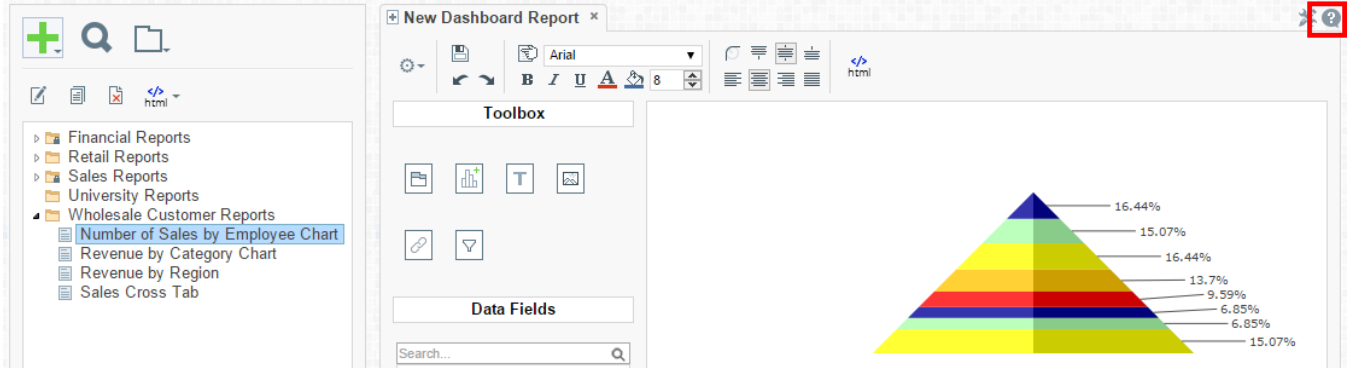 New Dashboard Report ×
Arial
B I U A 8
html
html
Toolbox
T
Financial Reports
Retail Reports
Sales Reports
University Reports
Wholesale Customer Reports
Number of Sales by Employee Chart
Revenue by Category Chart
Revenue by Region
Sales Cross Tab
Data Fields
Search...
16.44%
15.07%
16.44%
13.7%
9.59%
6.85%
6.85%
15.07%